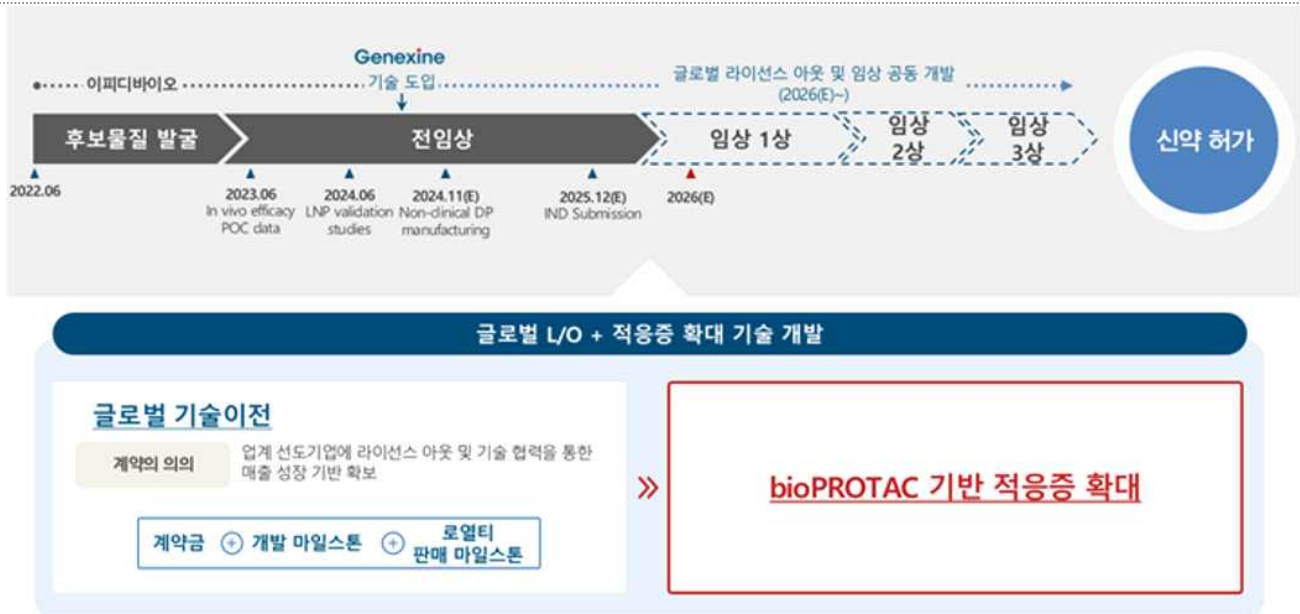 Genexine
이피디바이오
기술 도입
글로벌 라이선스 아웃 및 임상 공동 개발
(2026(E)~)
후보물질 발굴
전임상
임상 1상
임상
2상
임상
3상
신약 허가
2022.06
2023.06
In vivo efficacy
POC data
2024.06
LNP validation
studies
2024.11(E)
Non-clinical DP
manufacturing
2025.12(E)
IND Submission
2026(E)
글로벌 L/O + 적응증 확대 기술 개발
글로벌 기술이전
계약의 의의
업계 선도기업에 라이선스 아웃 및 기술 협력을 통한
매출 성장 기반 확보
계약금 + 개발 마일스톤 + 로열티
판매 마일스톤
»
bioPROTAC 기반 적응증 확대